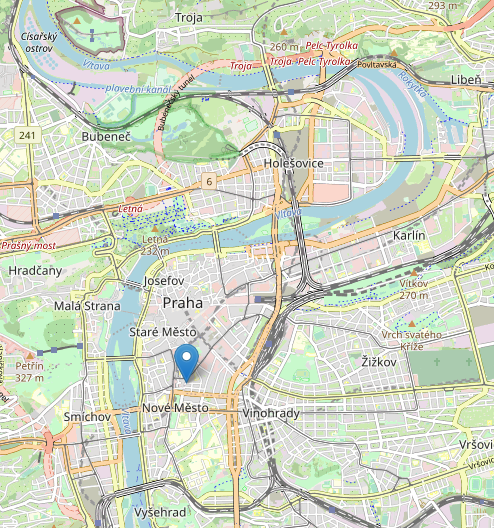 Troja
293 m
Císařský
ostrov
260 m
Pelc-Tyrolka
Vltava
Troja
Troja
Pelc-Tyrolka
Povltavská
Rokytka
Libeň
plavební kanál
Bubenečský tunel
241
Bubeneč
Holešovice
6
Letná
Vltava
Prašný most
Letná
232 m
Karlín
Hradčany
Josefov
Vítkov
270 m
Malá Strana
Praha
Staré Město
Vrch svatého
Kříže
Petřín
327 m
Žižkov
Nové Město
Smíchov
Vinohrady
Vršovi
Vršovic
Vyšehrad